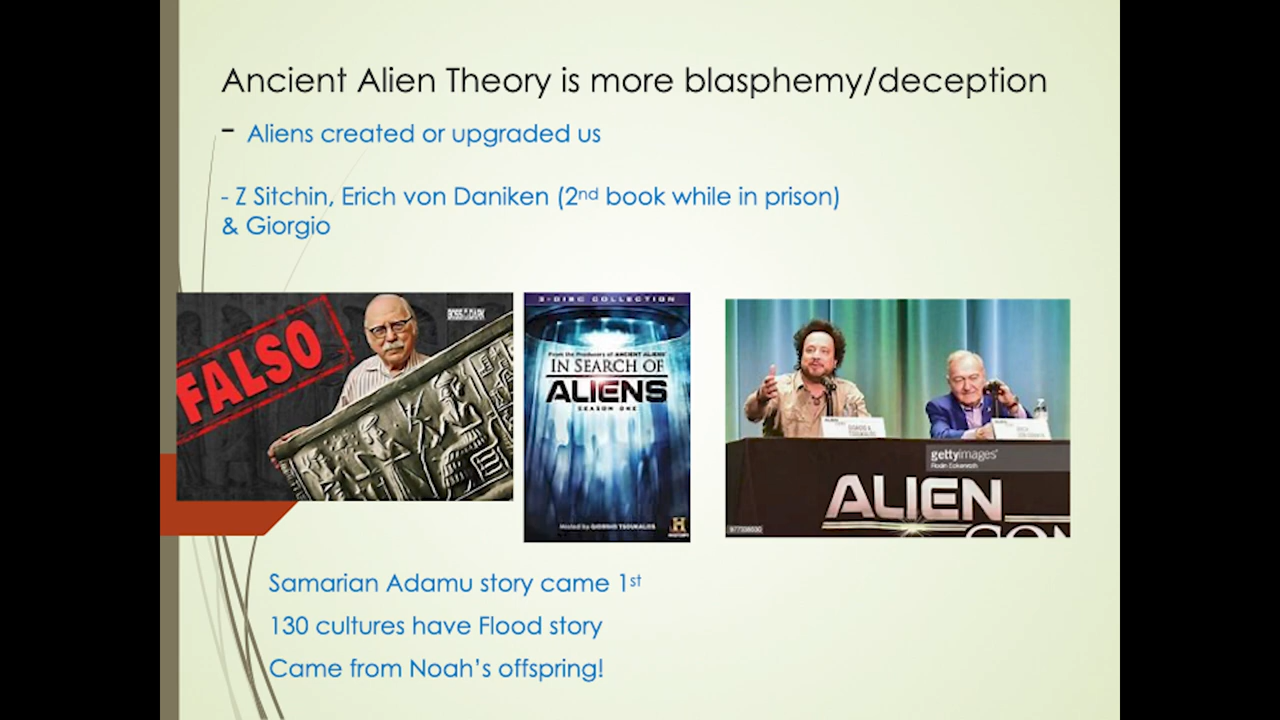 Ancient Alien Theory is more blasphemy/deception
- Aliens created or upgraded us
- Z Sitchin, Erich von Daniken (2nd book while in prison)
& Giorgio
FALSO
3-DISC COLLECTION
From the Producers of ANCIENT ALIENS
IN SEARCH OF
ALIENS
SEASON ONE
Hosted by GIORGIO TSOUKALOS
H
HISTORY
gettyimages®
ALIEN
CON
Samarian Adamu story came 1st
130 cultures have Flood story
Came from Noah's offspring!